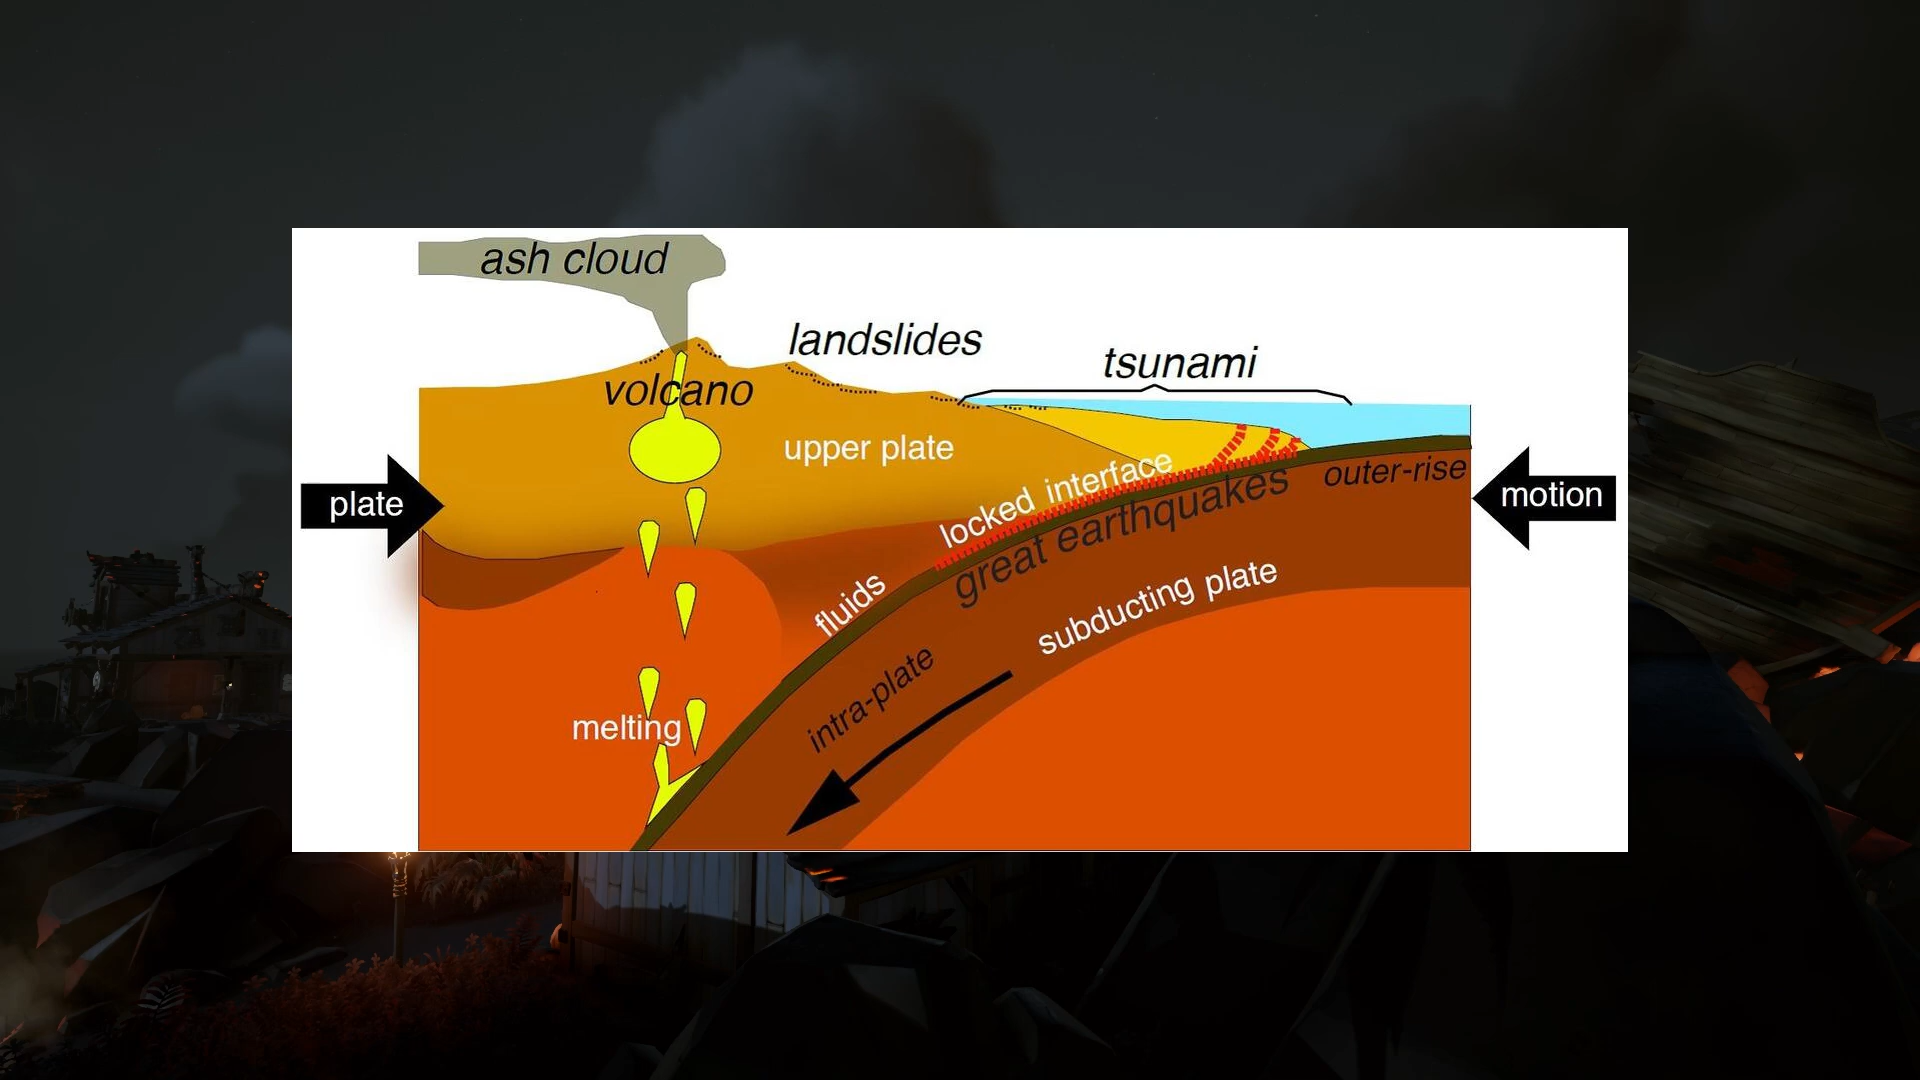 ash cloud
landslides
tsunami
volcano
upper plate
locked interface
outer-rise
plate
motion
great earthquakes
fluids
subducting plate
intra-plate
melting